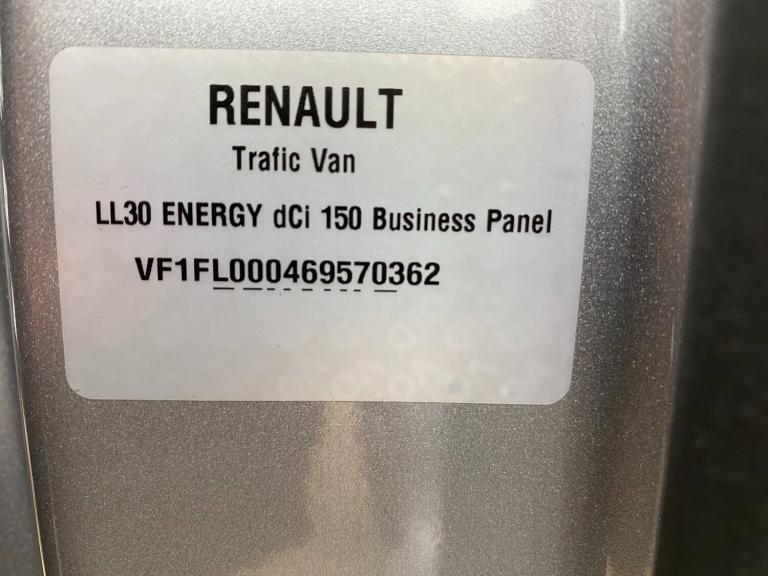 RENAULT
Trafic Van
LL30 ENERGY dCi 150 Business Panel
VF1FL000469570362